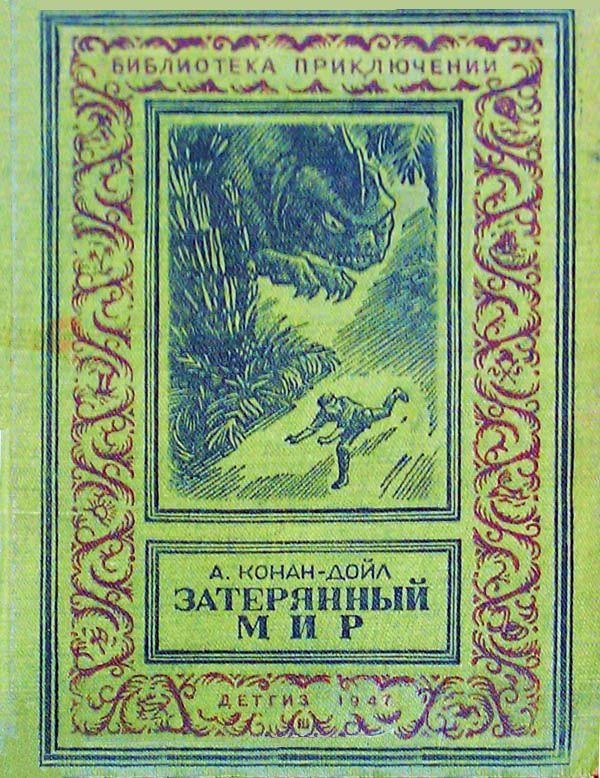 БИБЛИОТЕКА ПРИКЛЮЧЕНИЙ
А. КОНАН-ДОЙЛ
ЗАТЕРЯННЫЙ
МИР
ДЕТГИЗ 1947